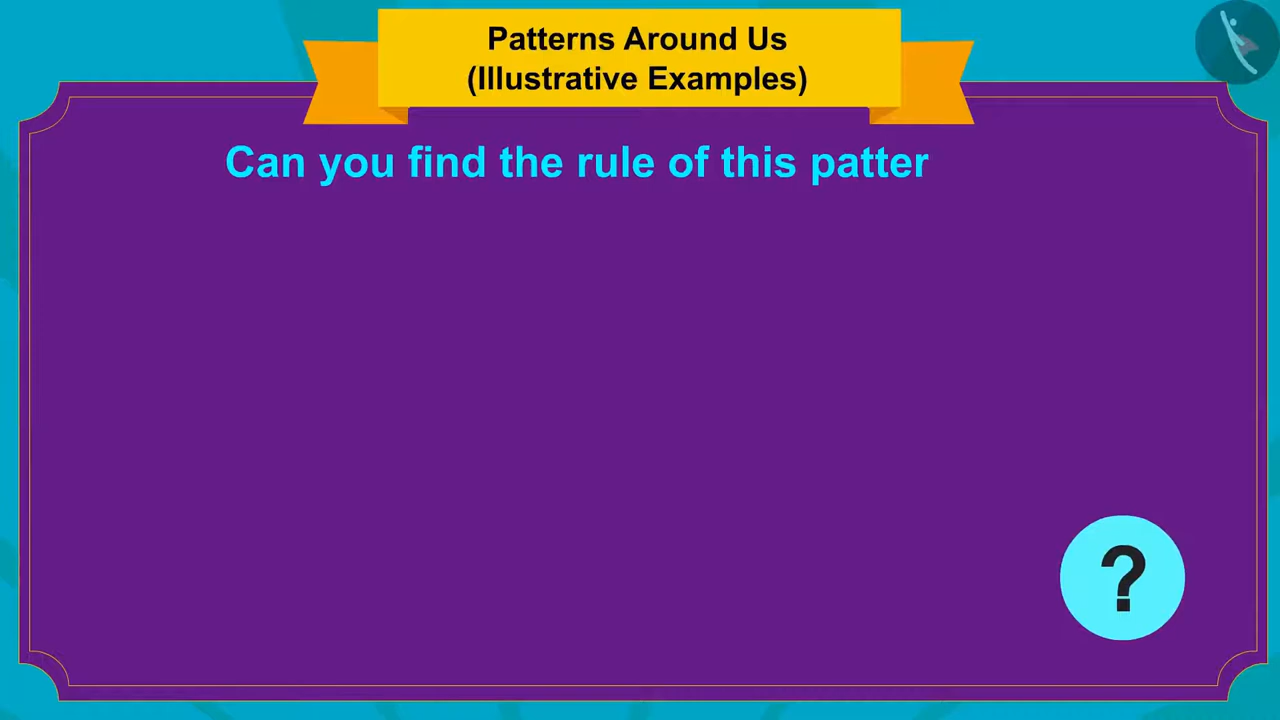 Patterns Around Us
(Illustrative Examples)
Can you find the rule of this patter
?